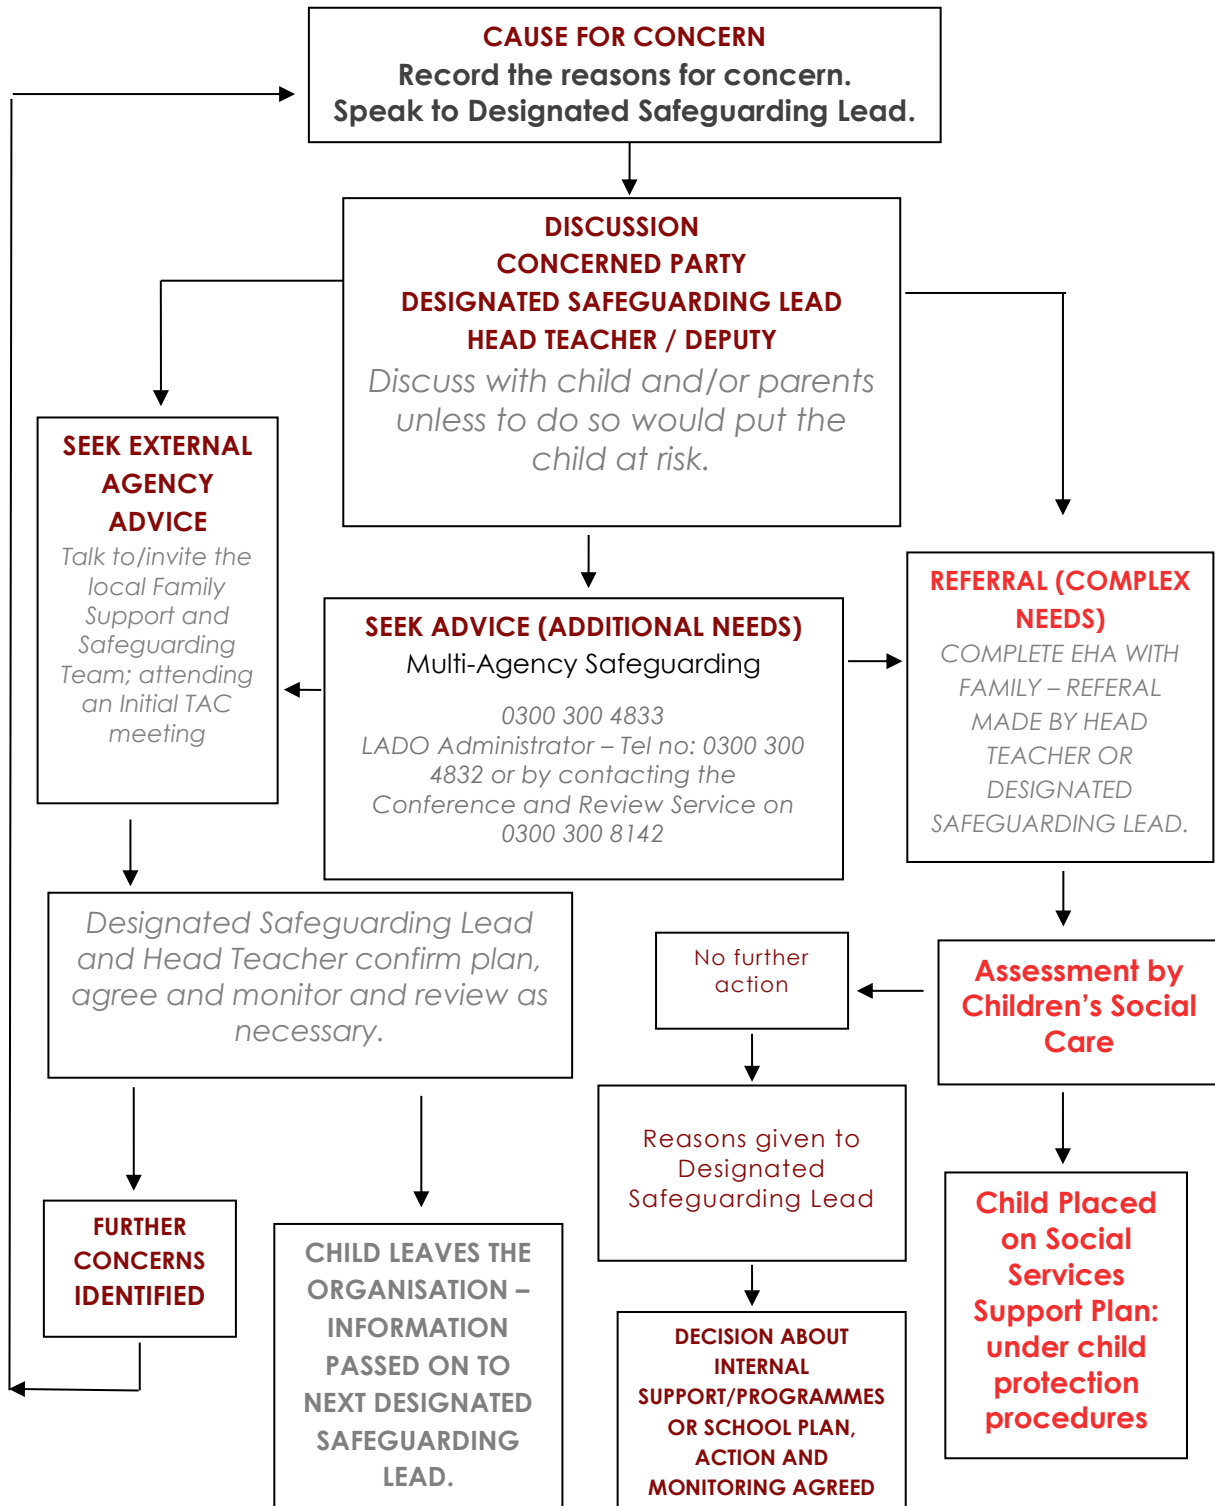 CAUSE FOR CONCERN
Record the reasons for concern.
Speak to Designated Safeguarding Lead.
DISCUSSION
CONCERNED PARTY
DESIGNATED SAFEGUARDING LEAD
HEAD TEACHER / DEPUTY
Discuss with child and/or parents
unless to do so would put the
child at risk.
SEEK EXTERNAL
AGENCY
ADVICE
Talk to/invite the
local Family
Support and
Safeguarding
Team; attending
an Initial TAC
meeting
SEEK ADVICE (ADDITIONAL NEEDS)
Multi-Agency Safeguarding
0300 300 4833
LADO Administrator – Tel no: 0300 300
4832 or by contacting the
Conference and Review Service on
0300 300 8142
REFERRAL (COMPLEX
NEEDS)
COMPLETE EHA WITH
FAMILY – REFERAL
MADE BY HEAD
TEACHER OR
DESIGNATED
SAFEGUARDING LEAD.
Designated Safeguarding Lead
and Head Teacher confirm plan,
agree and monitor and review as
necessary.
No further
action
Assessment by
Children’s Social
Care
Reasons given to
Designated
Safeguarding Lead
FURTHER
CONCERNS
IDENTIFIED
CHILD LEAVES THE
ORGANISATION –
INFORMATION
PASSED ON TO
NEXT DESIGNATED
SAFEGUARDING
LEAD.
DECISION ABOUT
INTERNAL
SUPPORT/PROGRAMMES
OR SCHOOL PLAN,
ACTION AND
MONITORING AGREED
Child Placed
on Social
Services
Support Plan:
under child
protection
procedures